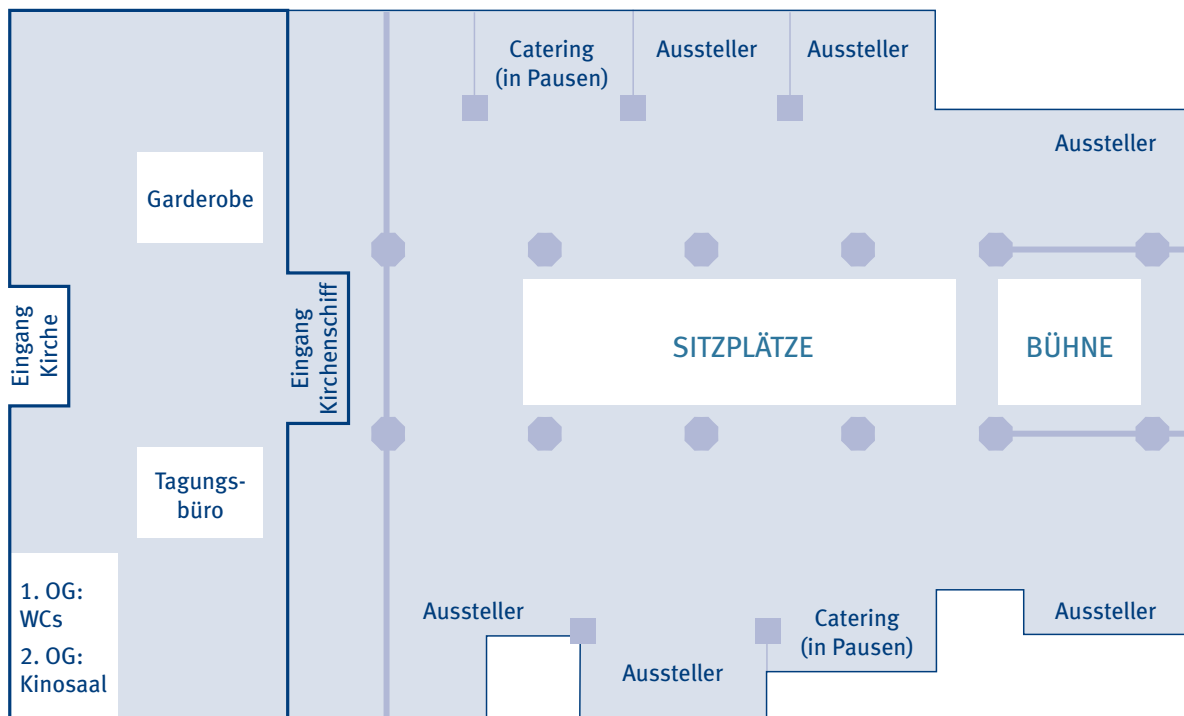 Catering
(in Pausen)
Aussteller
Aussteller
Aussteller
Garderobe
Eingang
Kirche
Eingang
Kirchenschiff
SITZPLÄTZE
BÜHNE
Tagungs-
büro
1. OG:
WCs
2. OG:
Kinosaal
Aussteller
Aussteller
Catering
(in Pausen)
Aussteller